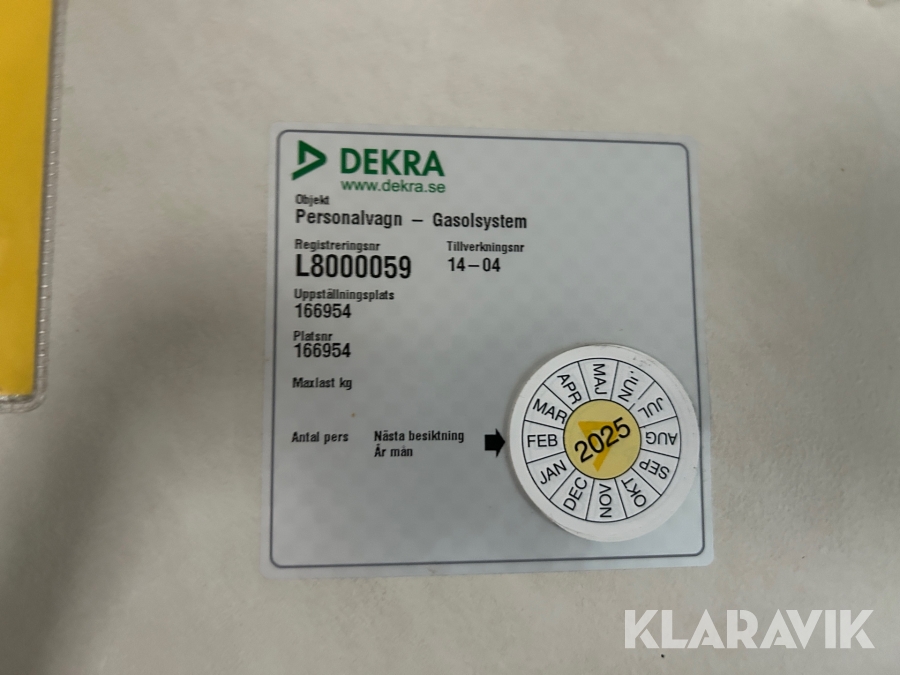 DEKRA
www.dekra.se
Objekt
Personalvagn – Gasolsystem
Registreringsnr
L8000059
Tillverkningsnr
14–04
Uppställningsplats
166954
Platsnr
166954
Maxlast kg
Antal pers
Nästa besiktning
År mån
JAN
FEB
MAR
APR
MAJ
JUN
JUL
AUG
SEP
OKT
NOV
DEC
2025
KLARAVIK